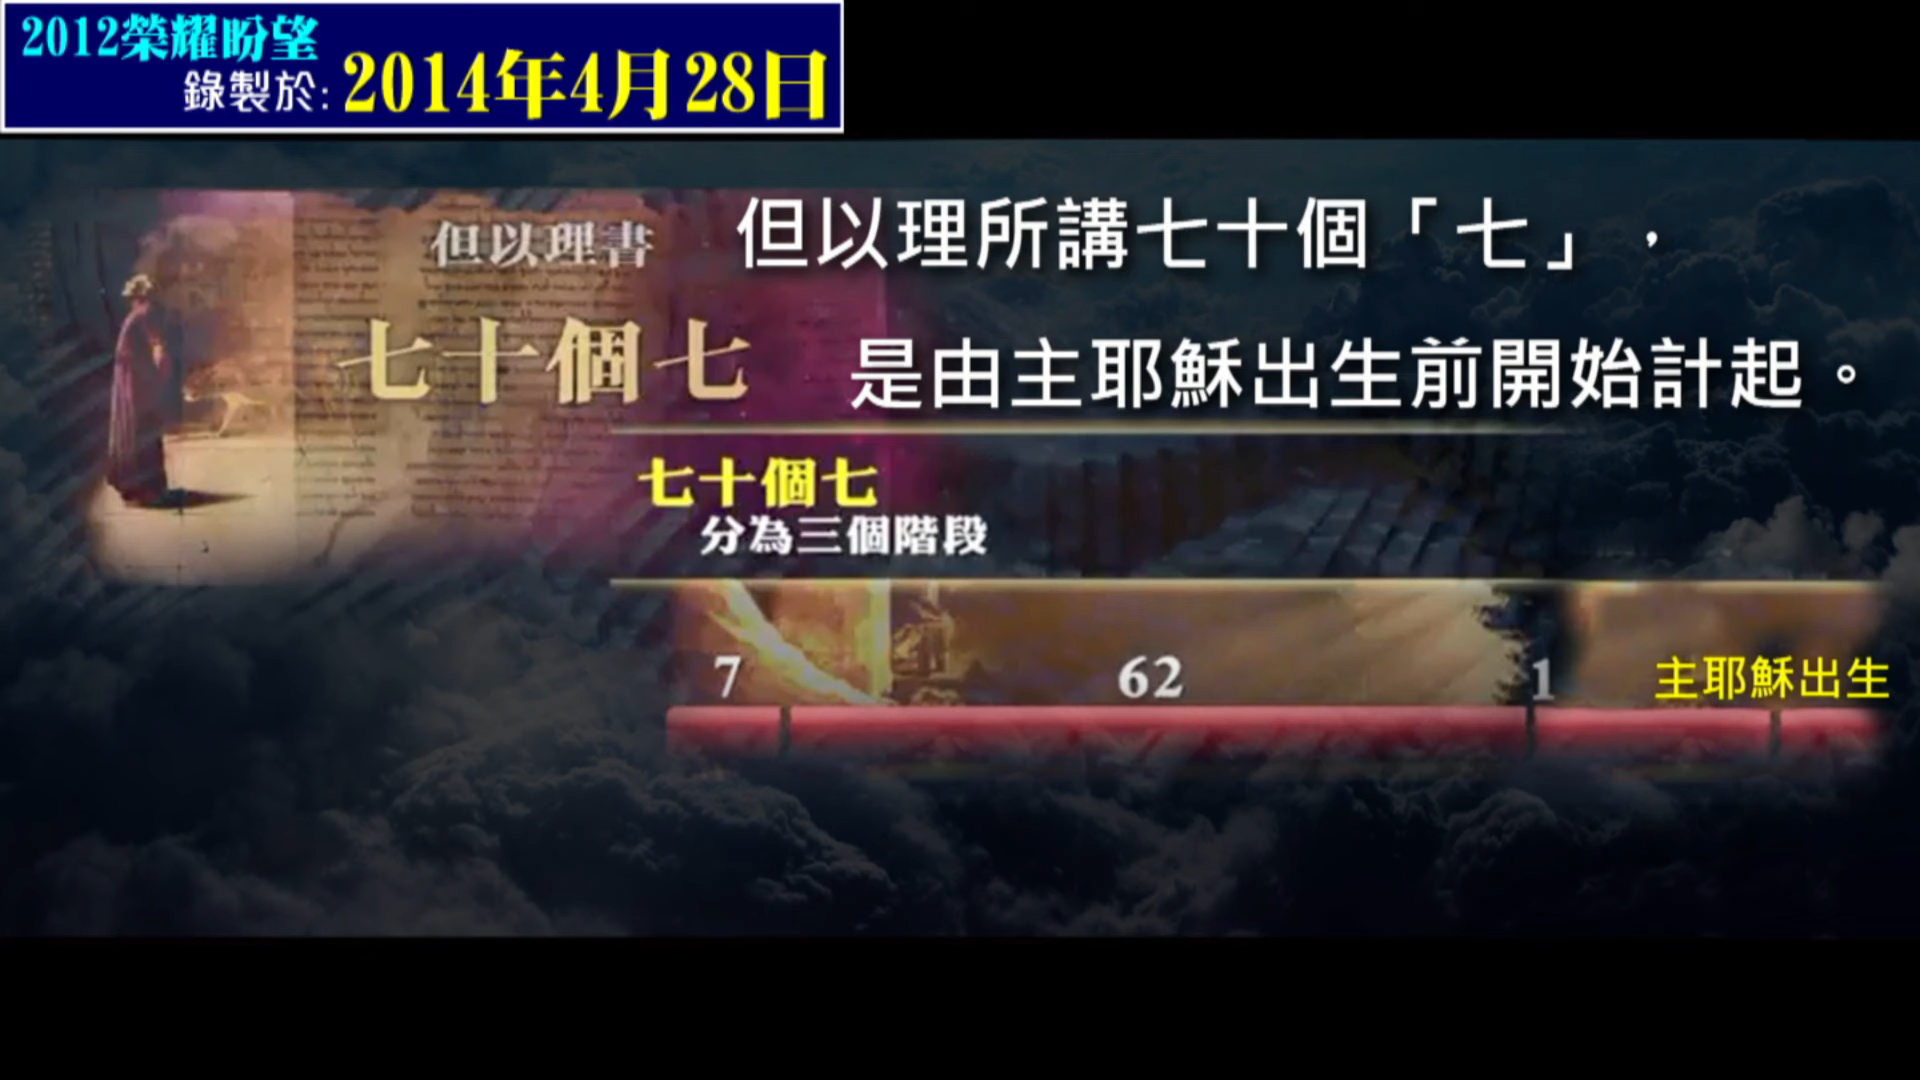 2012榮耀盼望
錄製於: 2014年4月28日
但以理書
七十個七
但以理所講七十個「七」，
是由主耶穌出生前開始計起。
七十個七
分為三個階段
7 62 1 主耶穌出生